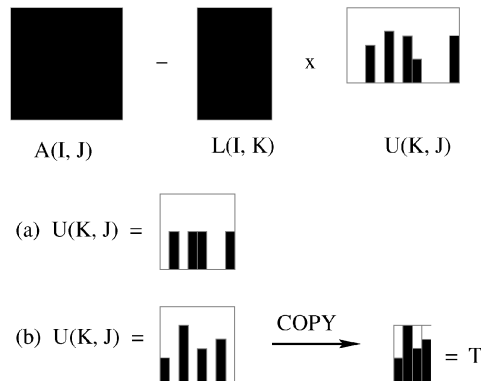 − x
A(I, J) L(I, K) U(K, J)
(a) U(K, J) =
(b) U(K, J) = COPY = T